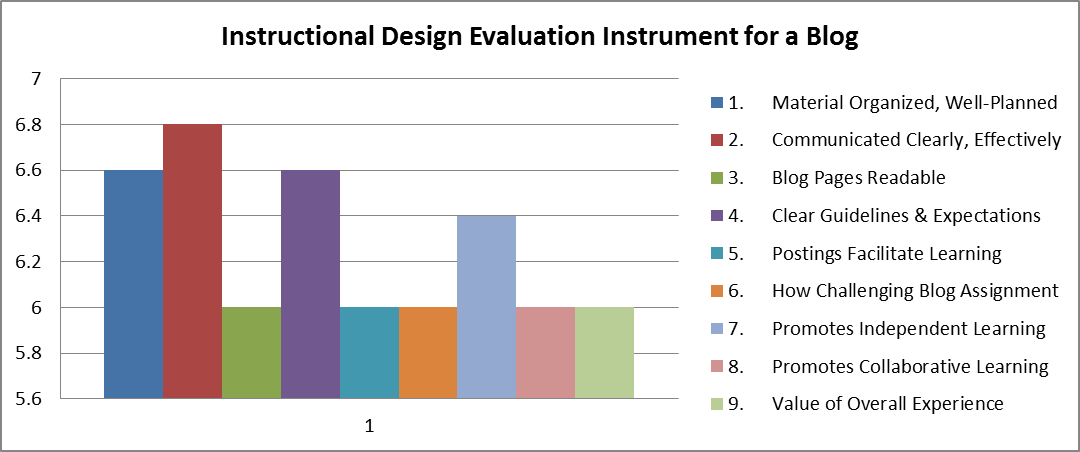 Instructional Design Evaluation Instrument for a Blog
7
6.8
6.6
6.4
6.2
6
5.8
5.6
1
1. Material Organized, Well-Planned
2. Communicated Clearly, Effectively
3. Blog Pages Readable
4. Clear Guidelines & Expectations
5. Postings Facilitate Learning
6. How Challenging Blog Assignment
7. Promotes Independent Learning
8. Promotes Collaborative Learning
9. Value of Overall Experience